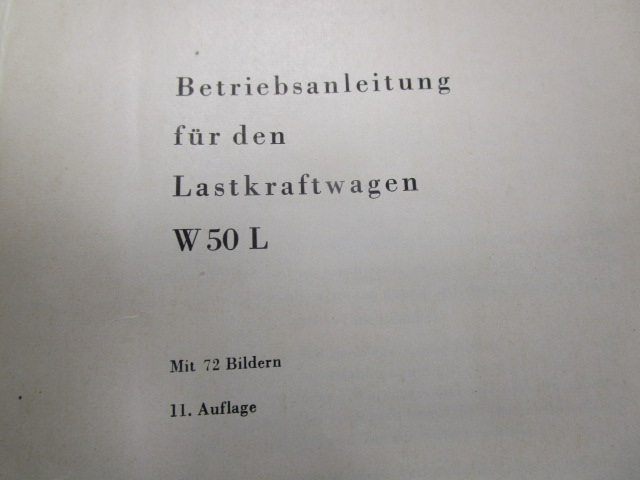 Betriebsanleitung
für den
Lastkraftwagen
W 50 L
Mit 72 Bildern
11. Auflage